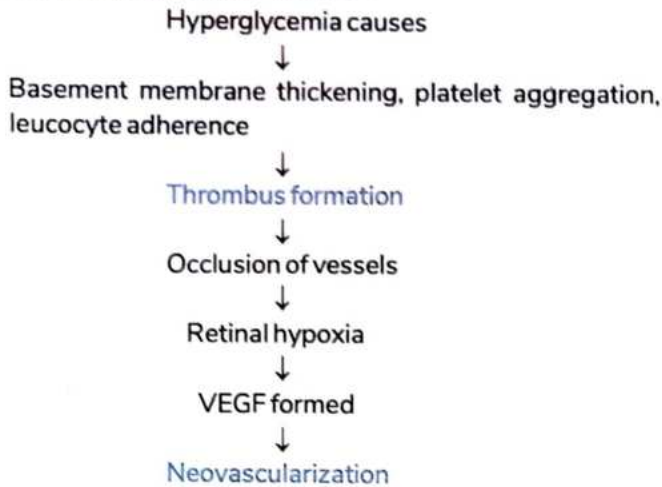 Hyperglycemia causes
↓
Basement membrane thickening, platelet aggregation,
leucocyte adherence
↓
Thrombus formation
↓
Occlusion of vessels
↓
Retinal hypoxia
↓
VEGF formed
↓
Neovascularization